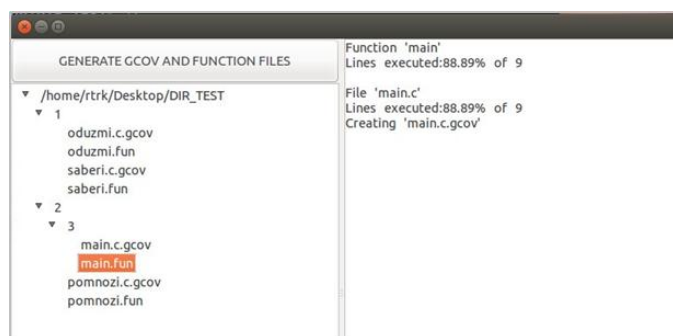 GENERATE GCOV AND FUNCTION FILES
/home/rtrk/Desktop/DIR_TEST
1
oduzmi.c.gcov
oduzmi.fun
saberi.c.gcov
saberi.fun
2
3
main.c.gcov
main.fun
pomnozi.c.gcov
pomnozi.fun
Function 'main'
Lines executed:88.89% of 9
File 'main.c'
Lines executed:88.89% of 9
Creating 'main.c.gcov'